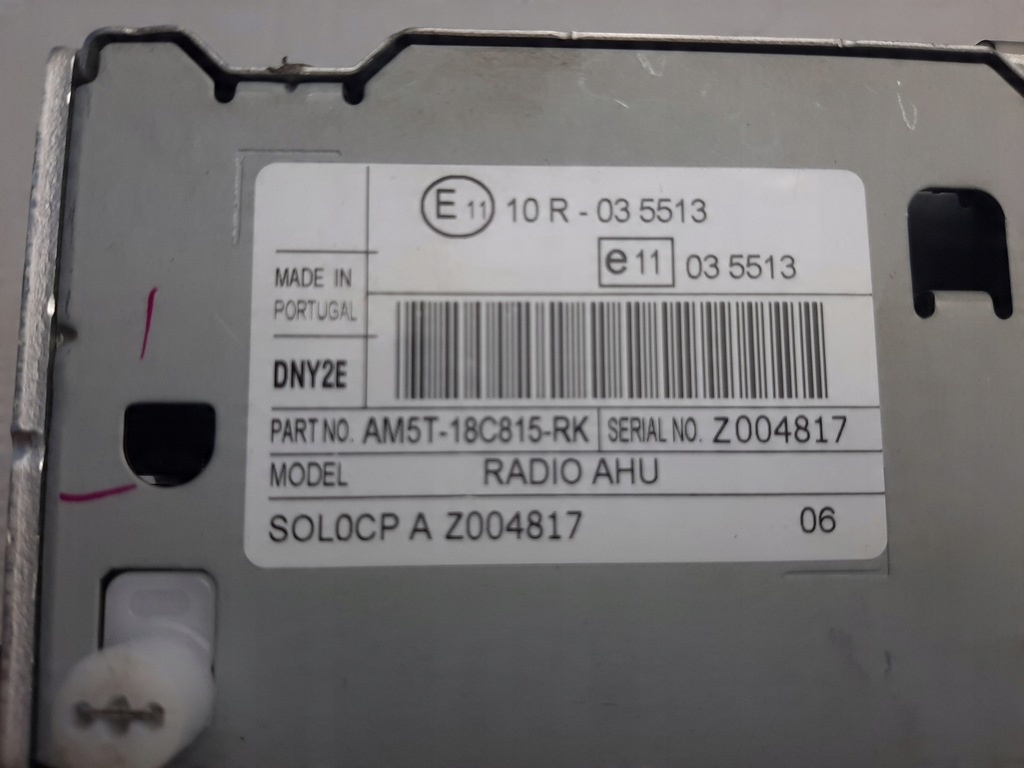 E 11 10 R - 03 5513
e 11 03 5513
MADE IN
PORTUGAL
DNY2E
PART NO. AM5T-18C815-RK SERIAL NO. Z004817
MODEL RADIO AHU
SOL0CP A Z004817 06